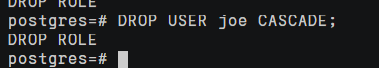 DROP ROLE
postgres=# DROP USER joe CASCADE;
DROP ROLE
postgres=#